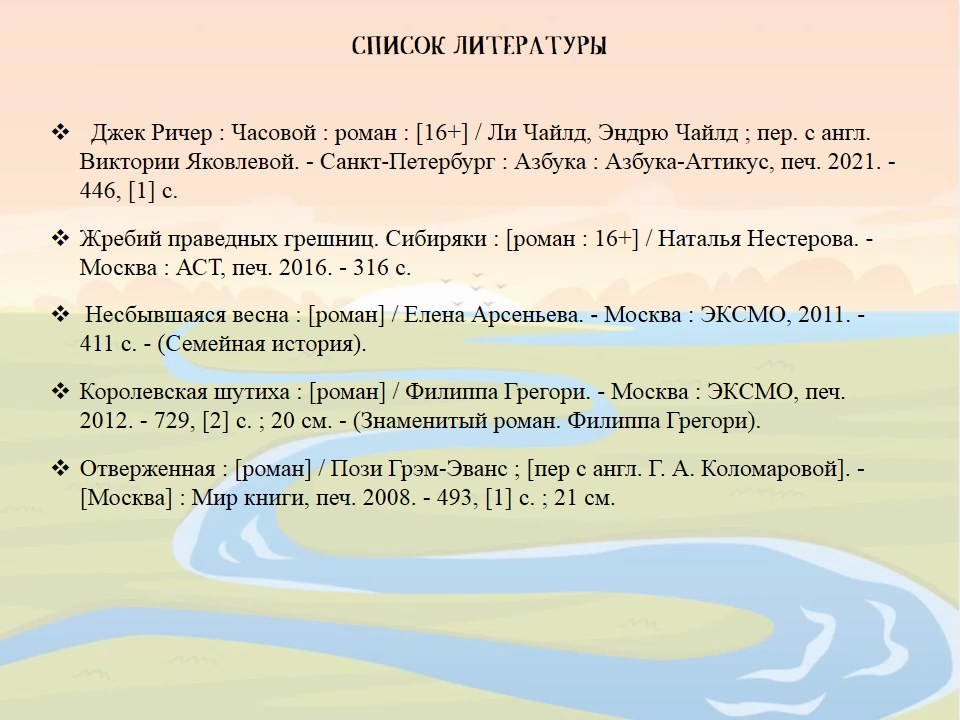 СПИСОК ЛИТЕРАТУРЫ
❖ Джек Ричер : Часовой : роман : [16+] / Ли Чайлд, Эндрю Чайлд ; пер. с англ.
Виктории Яковлевой. - Санкт-Петербург : Азбука : Азбука-Аттикус, печ. 2021. -
446, [1] с.
❖ Жребий праведных грешниц. Сибиряки : [роман : 16+] / Наталья Нестерова. -
Москва : АСТ, печ. 2016. - 316 с.
❖ Несбывшаяся весна : [роман] / Елена Арсеньева. - Москва : ЭКСМО, 2011. -
411 с. - (Семейная история).
❖ Королевская шутиха : [роман] / Филиппа Грегори. - Москва : ЭКСМО, печ.
2012. - 729, [2] с. ; 20 см. - (Знаменитый роман. Филиппа Грегори).
❖ Отверженная : [роман] / Пози Грэм-Эванс ; [пер с англ. Г. А. Коломаровой]. -
[Москва] : Мир книги, печ. 2008. - 493, [1] с. ; 21 см.